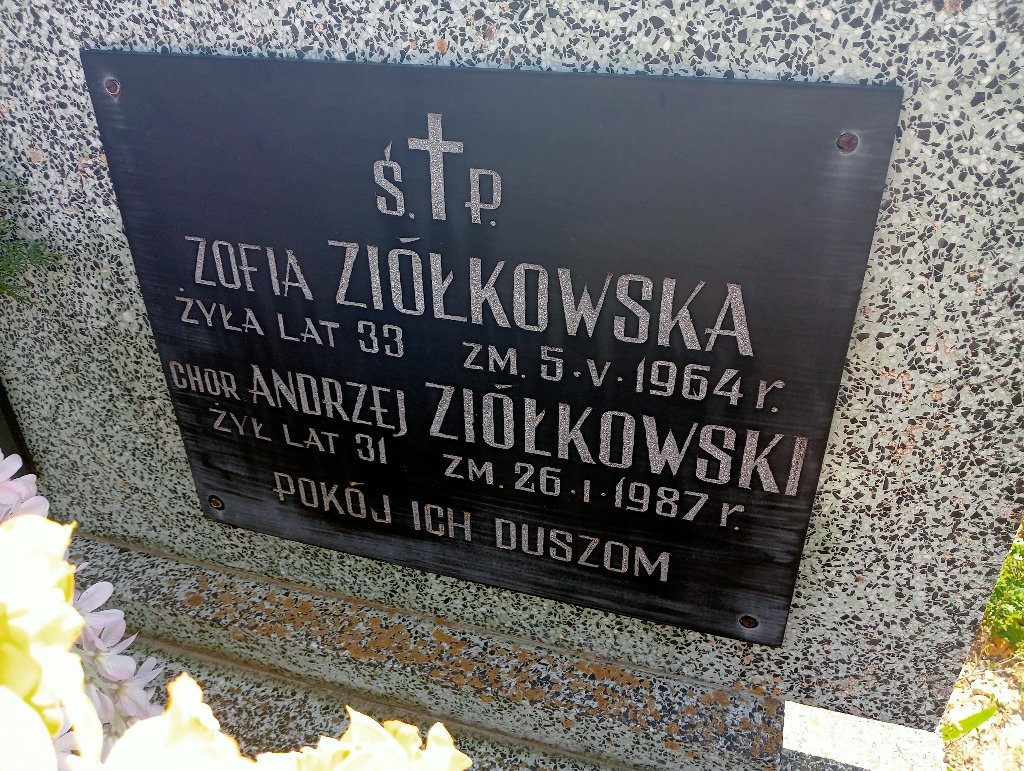 Ś. P.
ZOFIA ZIÓŁKOWSKA
ŻYŁA LAT 33 ZM. 5.V.1964 r.
CHOR ANDRZEJ ZIÓŁKOWSKI
ŻYŁ LAT 31 ZM. 26.I.1987 r.
POKÓJ ICH DUSZOM